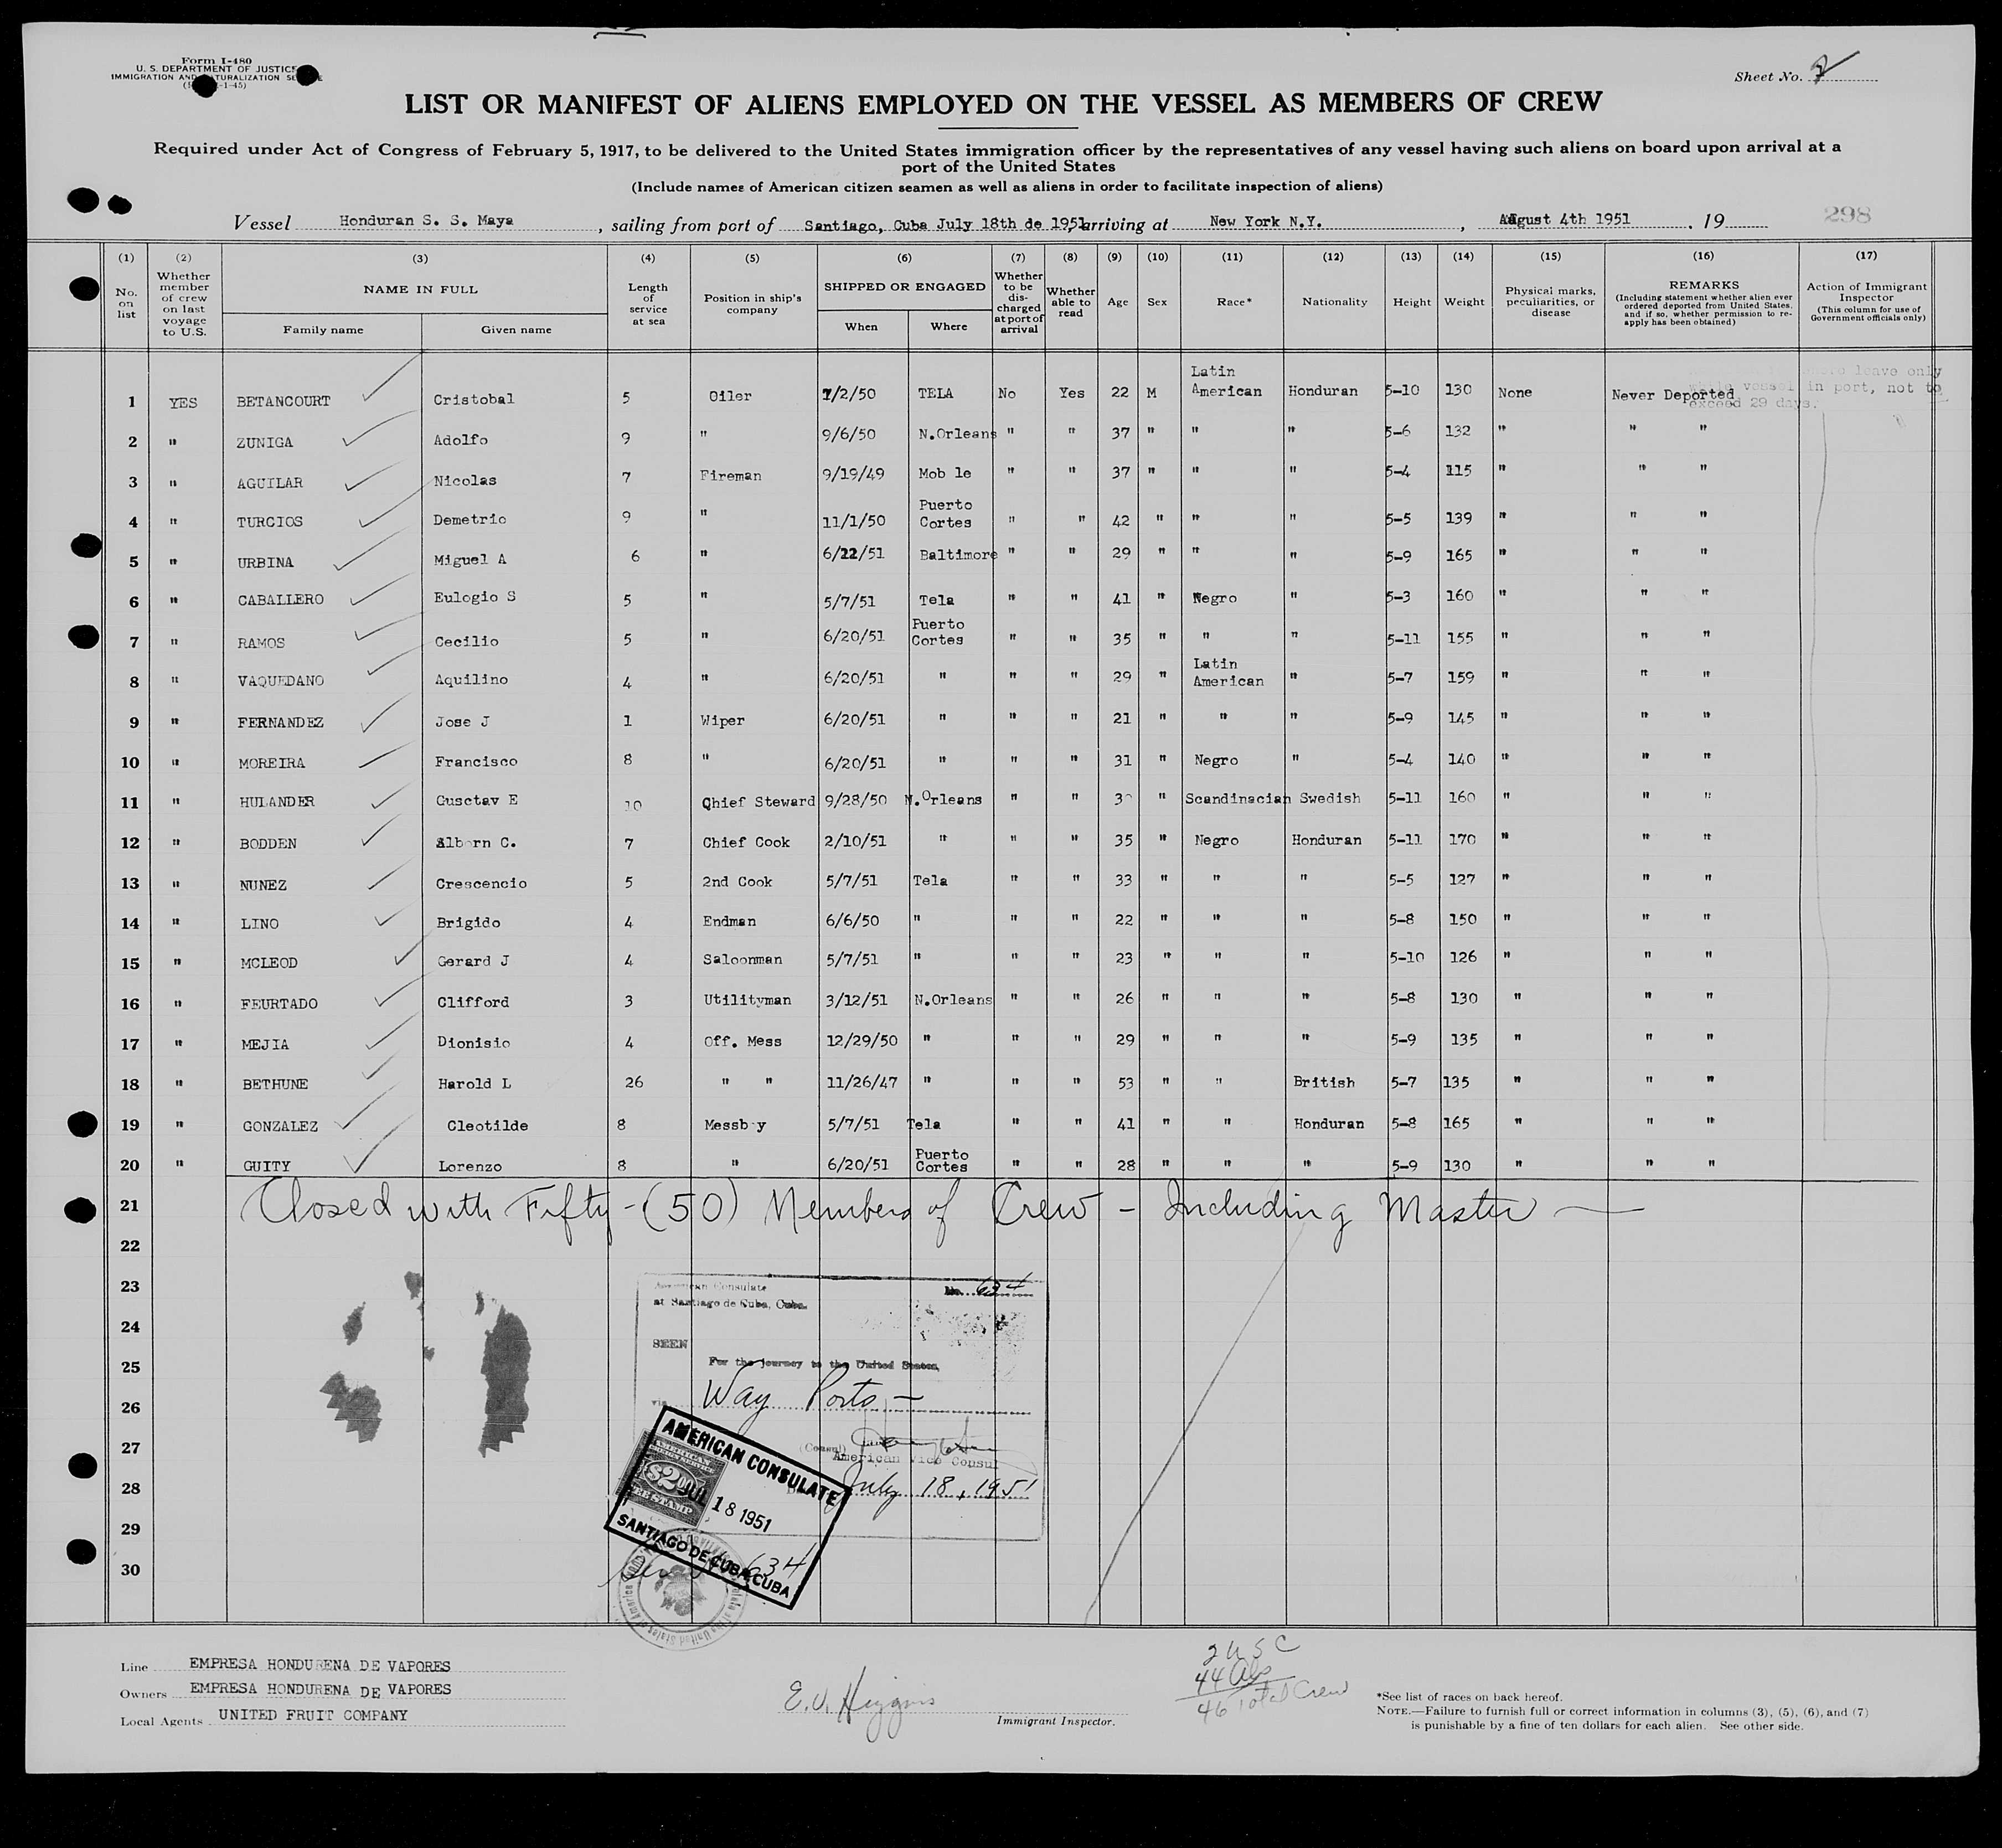 Form I-480
U. S. DEPARTMENT OF JUSTICE
IMMIGRATION AND NATURALIZATION
Sheet No. 2
LIST OR MANIFEST OF ALIENS EMPLOYED ON THE VESSEL AS MEMBERS OF CREW
Required under Act of Congress of February 5, 1917, to be delivered to the United States immigration officer by the representatives of any vessel having such aliens on board upon arrival at a
port of the United States
(Include names of American citizen seamen as well as aliens in order to facilitate inspection of aliens)
Vessel Honduran S. S. Maya , sailing from port of Santiago, Cuba July 18th de 1951 arriving at New York N.Y. , August 4th 1951 , 19 298
(1) No. on list
(2) Whether member of crew on last voyage to U.S.
(3) NAME IN FULL Family name Given name
(4) Length of service at sea
(5) Position in ship's company
(6) SHIPPED OR ENGAGED When Where
(7) Whether to be discharged at port of arrival
(8) Whether able to read
(9) Age
(10) Sex
(11) Race*
(12) Nationality
(13) Height
(14) Weight
(15) Physical marks, peculiarities, or disease
(16) REMARKS (Including statement whether alien ever ordered deported from United States, and if so, whether permission to re-apply has been obtained)
(17) Action of Immigrant Inspector (This column for use of Government officials only)
leave only
while vessel in port, not to
exceed 29 days.
1 YES BETANCOURT Cristobal 5 Oiler 7/2/50 TELA No Yes 22 M Latin American Honduran 5-10 130 None Never Deported
2 " ZUNIGA Adolfo 9 " 9/6/50 N.Orleans " " 37 " " " 5-6 132 " " "
3 " AGUILAR Nicolas 7 Fireman 9/19/49 Mob le " " 37 " " " 5-4 115 " " "
4 " TURCIOS Demetrio 9 " 11/1/50 Puerto Cortes " " 42 " " " 5-5 139 " " "
5 " URBINA Miguel A 6 " 6/22/51 Baltimore " " 29 " " " 5-9 165 " " "
6 " CABALLERO Eulogio S 5 " 5/7/51 Tela " " 41 " Negro " 5-3 160 " " "
7 " RAMOS Cecilio 5 " 6/20/51 Puerto Cortes " " 35 " " " 5-11 155 " " "
8 " VAQUEDANO Aquilino 4 " 6/20/51 " " " 29 " Latin American " 5-7 159 " " "
9 " FERNANDEZ Jose J 1 Wiper 6/20/51 " " " 21 " " " 5-9 145 " " "
10 " MOREIRA Francisco 8 " 6/20/51 " " " 31 " Negro " 5-4 140 " " "
11 " HULANDER Gusctav E 10 Chief Steward 9/28/50 N.Orleans " " " Scandinacian Swedish 5-11 160 " " "
12 " BODDEN C. 7 Chief Cook 2/10/51 " " " 35 " Negro Honduran 5-11 170 " " "
13 " NUNEZ Crescencio 5 2nd Cook 5/7/51 Tela " " 33 " " " 5-5 127 " " "
14 " LINO Brigido 4 Endman 6/6/50 " " " 22 " " " 5-8 150 " " "
15 " MCLEOD Gerard J 4 Saloonman 5/7/51 " " " 23 " " " 5-10 126 " " "
16 " FEURTADO Clifford 3 Utilityman 3/12/51 N.Orleans " " 26 " " " 5-8 130 " " "
17 " MEJIA Dionisio 4 Off. Mess 12/29/50 " " " 29 " " " 5-9 135 " " "
18 " BETHUNE Harold L 26 " " 11/26/47 " " " 53 " " British 5-7 135 " " "
19 " GONZALEZ Cleotilde 8 Messb y 5/7/51 Tela " " 41 " " Honduran 5-8 165 " " "
20 " GUITY Lorenzo 8 " 6/20/51 Puerto Cortes " " 28 " " " 5-9 130 " " "
21 Closed with Fifty - (50) Members of Crew - Including Master
22
23
24
25
26
27
28
29
30
American Consulate No. 634
at Santiago de Cuba, Cuba.
SEEN
For the journey to the United States,
via Way Ports -
(Consul)
American Vice Consul
July 18, 1951
AMERICAN CONSULATE
$2
JUL 18 1951
SANTIAGO DE CUBA, CUBA
634
Line EMPRESA HONDURENA DE VAPORES
Owners EMPRESA HONDURENA DE VAPORES
Local Agents UNITED FRUIT COMPANY
E. V. Higgins
Immigrant Inspector.
2 USC
44 Als
46 Total Crew
*See list of races on back hereof.
NOTE.—Failure to furnish full or correct information in columns (3), (5), (6), and (7)
is punishable by a fine of ten dollars for each alien. See other side.